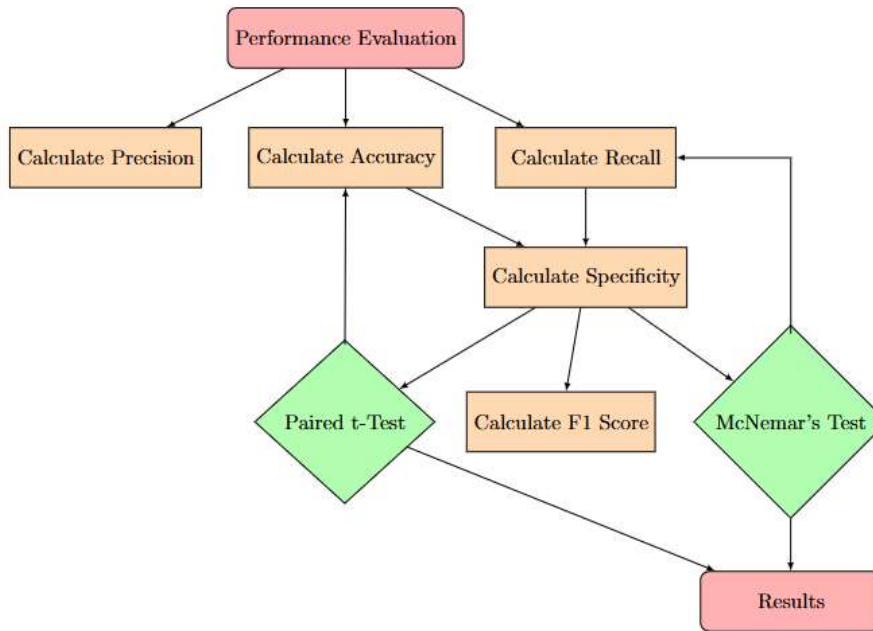 Performance Evaluation
Calculate Precision
Calculate Accuracy
Calculate Recall
Calculate Specificity
Paired t-Test
Calculate F1 Score
McNemar's Test
Results